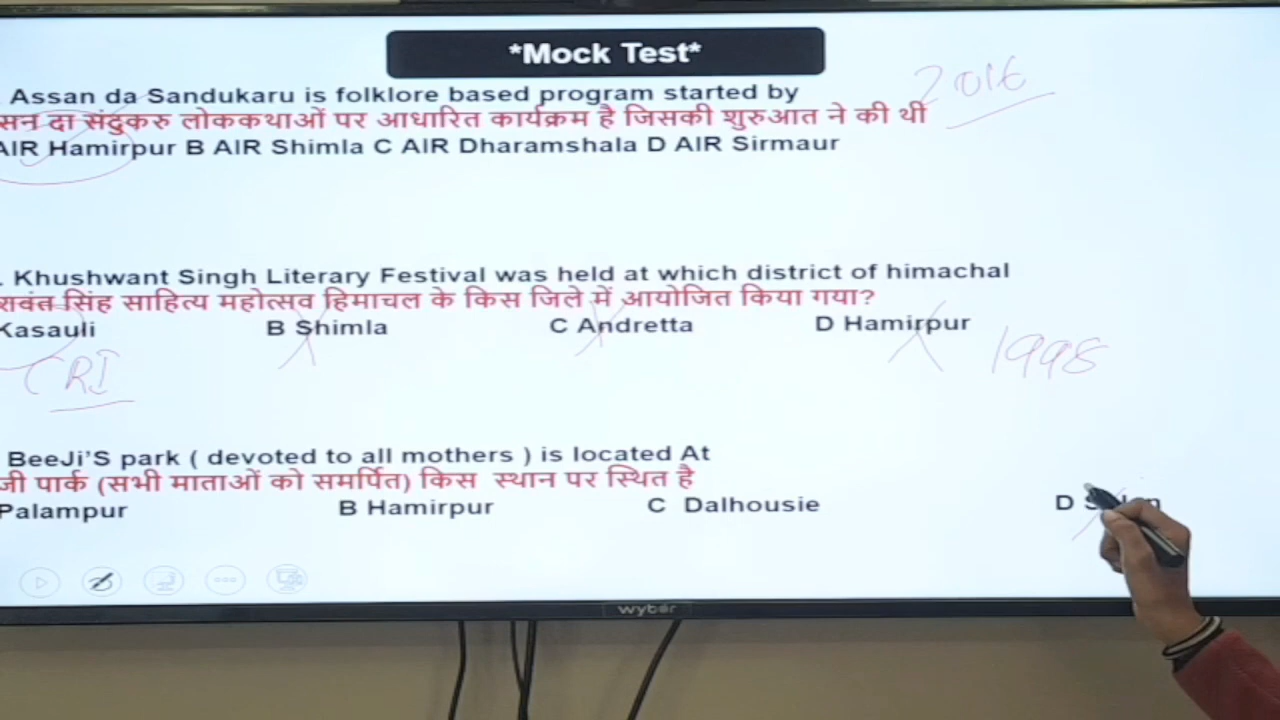 *Mock Test*
2016
Assan da Sandukaru is folklore based program started by
सन दा संदुकरु लोककथाओं पर आधारित कार्यक्रम है जिसकी शुरुआत ने की थी
AIR Hamirpur B AIR Shimla C AIR Dharamshala D AIR Sirmaur
. Khushwant Singh Literary Festival was held at which district of himachal
शवंत सिंह साहित्य महोत्सव हिमाचल के किस जिले में आयोजित किया गया?
Kasauli B Shimla C Andretta D Hamirpur
CRI
1998
BeeJi'S park ( devoted to all mothers ) is located At
जी पार्क (सभी माताओं को समर्पित) किस स्थान पर स्थित है
Palampur B Hamirpur C Dalhousie D
wybor